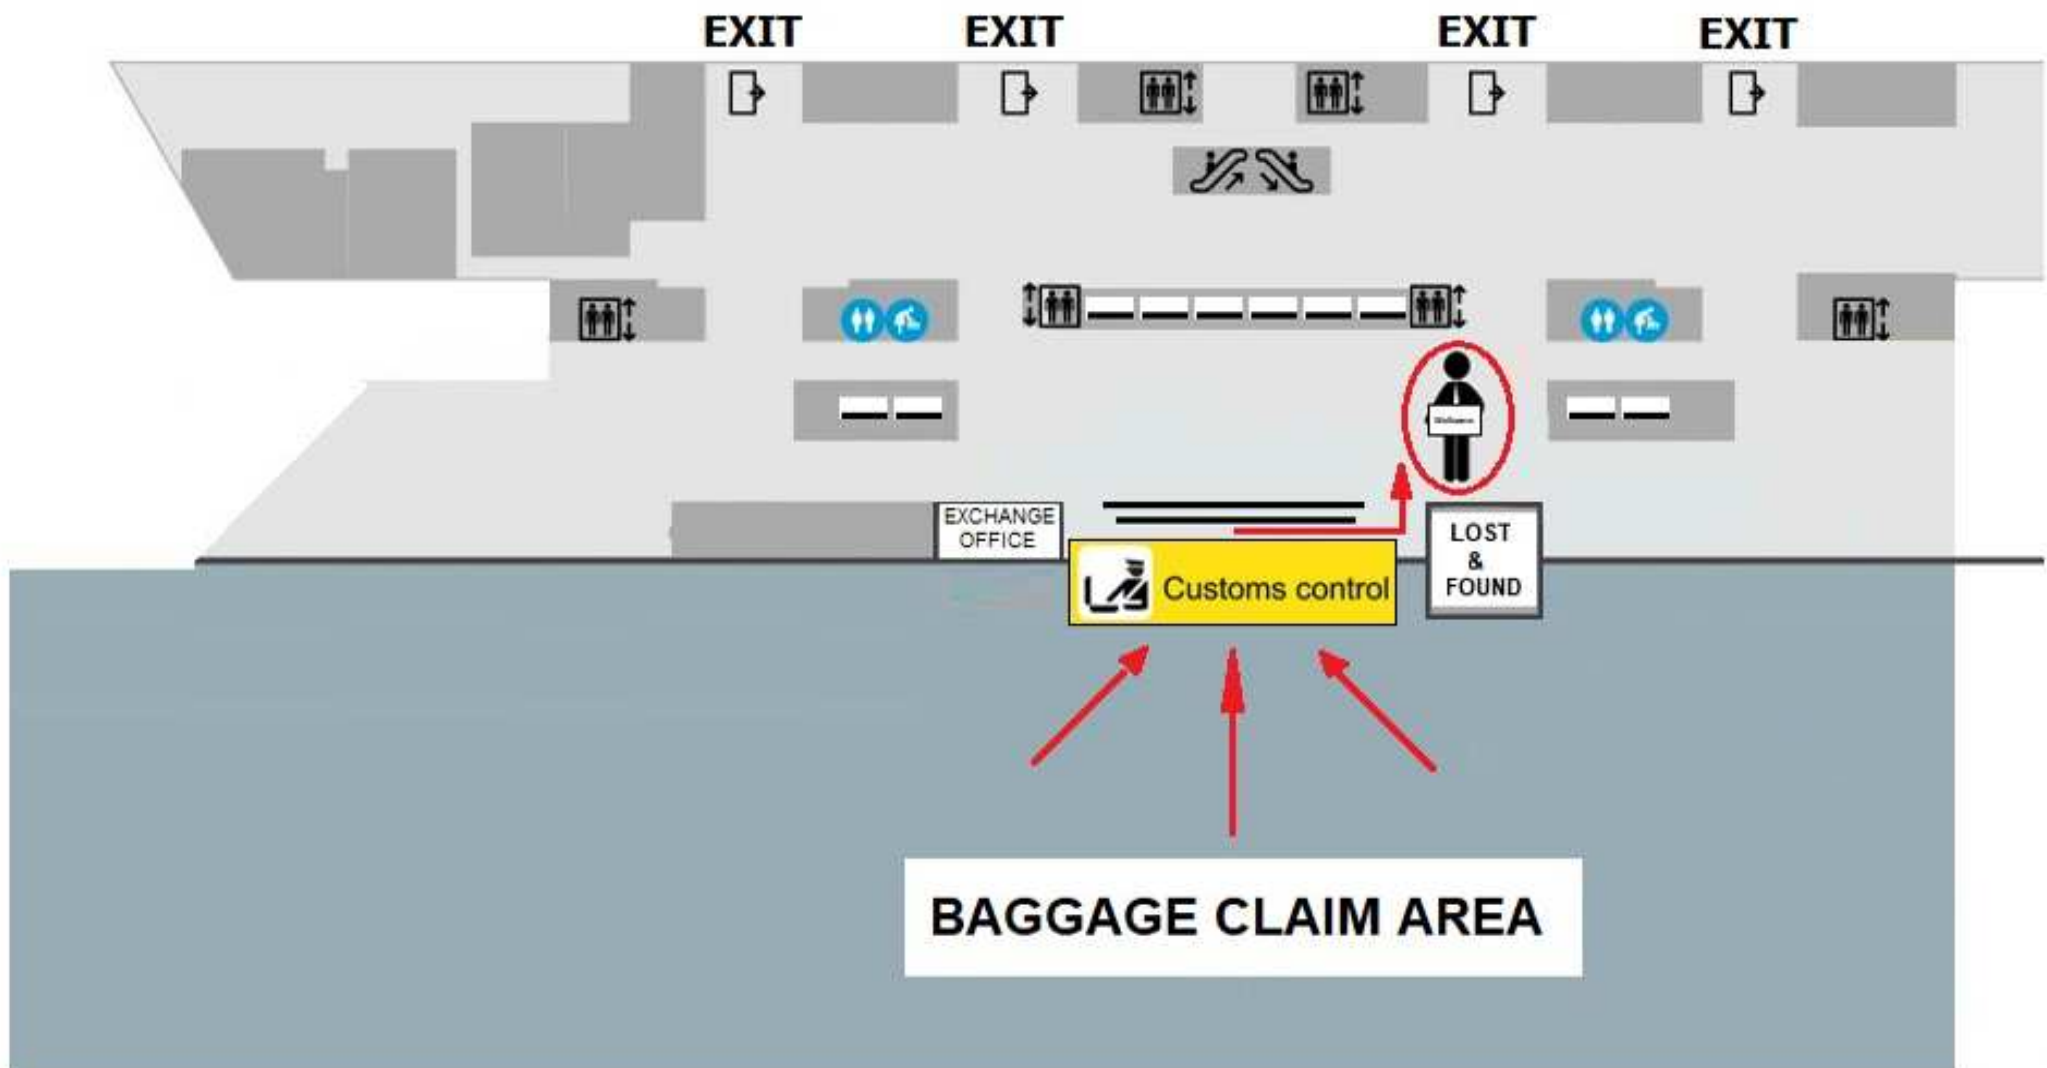 EXIT EXIT EXIT EXIT
EXCHANGE
OFFICE
Customs control
LOST
&
FOUND
BAGGAGE CLAIM AREA